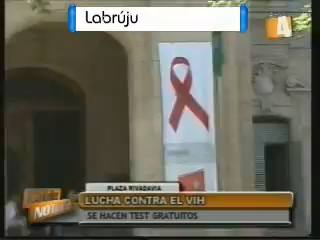 Labrúju
A
PLAZA RIVADAVIA
LUCHA CONTRA EL VIH
SE HACEN TEST GRATUITOS